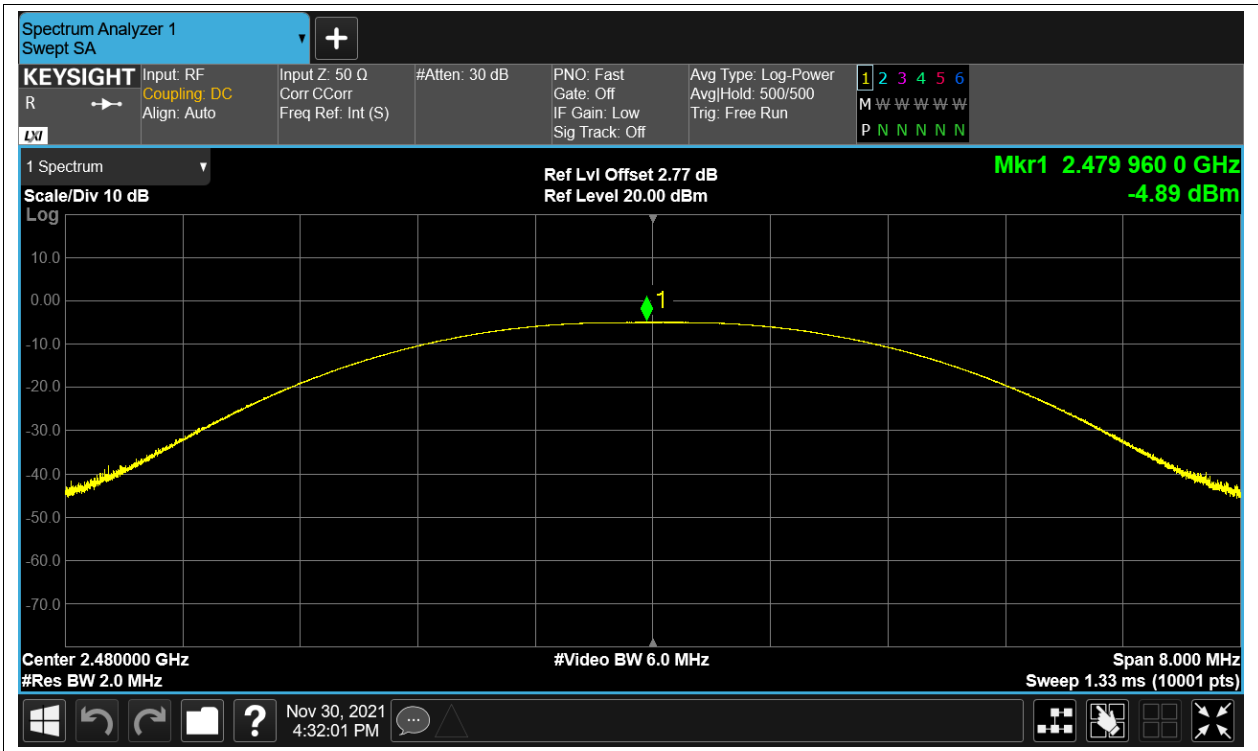 Spectrum Analyzer 1
Swept SA
KEYSIGHT
R
LXI
Input: RF
Coupling: DC
Align: Auto
Input Z: 50 Ω
Corr CCorr
Freq Ref: Int (S)
#Atten: 30 dB
PNO: Fast
Gate: Off
IF Gain: Low
Sig Track: Off
Avg Type: Log-Power
Avg|Hold: 500/500
Trig: Free Run
1 2 3 4 5 6
M W W W W W
P N N N N N
1 Spectrum
Scale/Div 10 dB
Log
Ref Lvl Offset 2.77 dB
Ref Level 20.00 dBm
Mkr1 2.479 960 0 GHz
-4.89 dBm
10.0
0.00
1
-10.0
-20.0
-30.0
-40.0
-50.0
-60.0
-70.0
Center 2.480000 GHz
#Video BW 6.0 MHz
Span 8.000 MHz
#Res BW 2.0 MHz
Sweep 1.33 ms (10001 pts)
?
Nov 30, 2021
4:32:01 PM